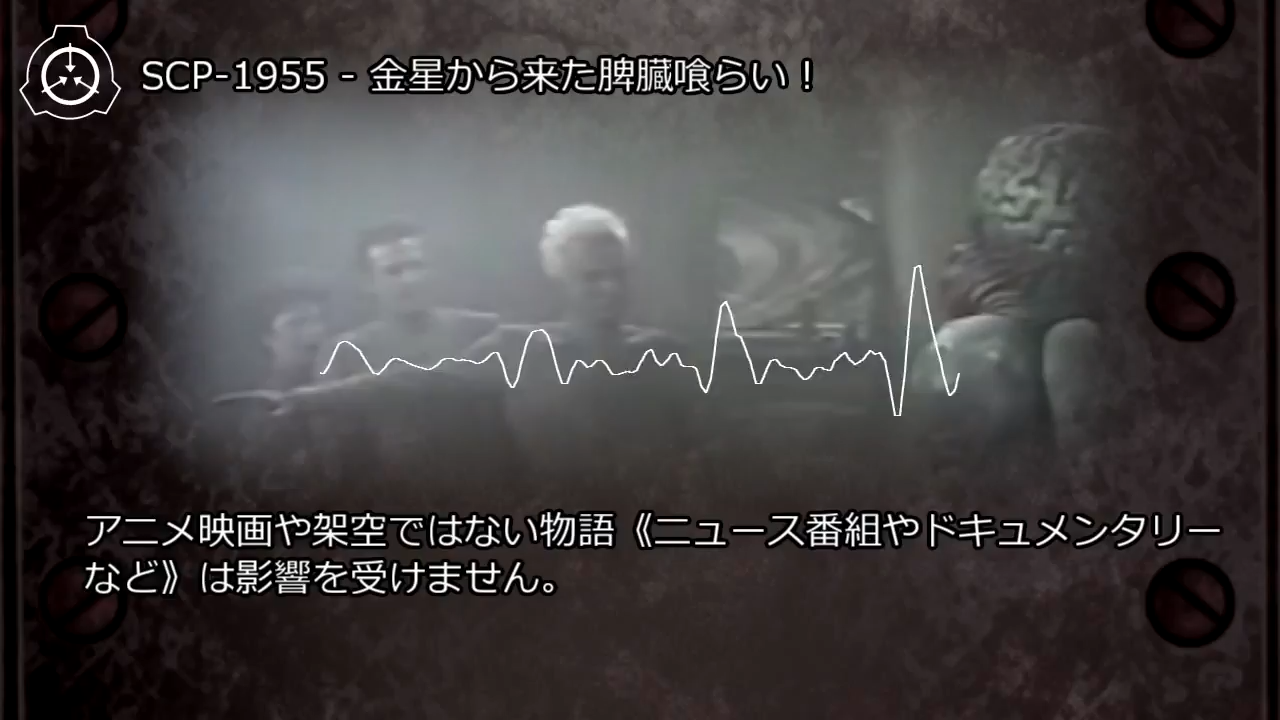 SCP-1955 - 金星から来た脾臓喰らい！
アニメ映画や架空ではない物語《ニュース番組やドキュメンタリー
など》は影響を受けません。